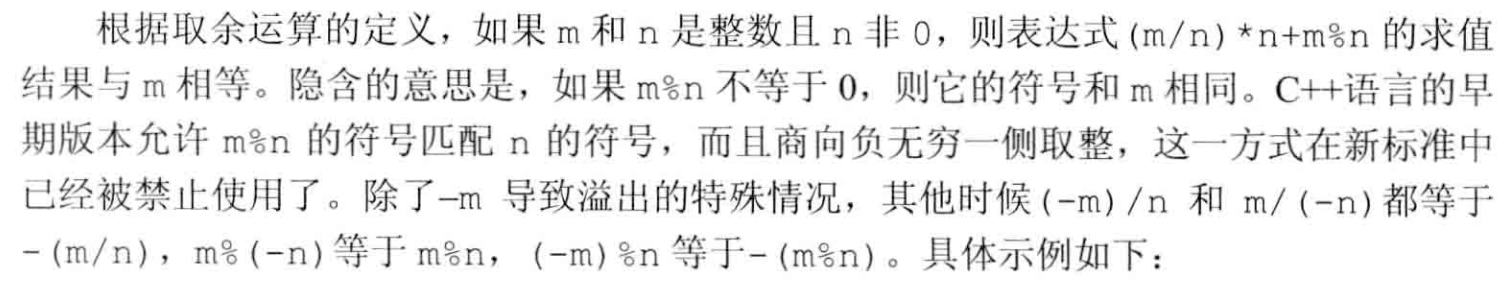 根据取余运算的定义，如果 m 和 n 是整数且 n 非 0，则表达式(m/n)*n+m%n 的求值
结果与 m 相等。隐含的意思是，如果 m%n 不等于 0，则它的符号和 m 相同。C++语言的早
期版本允许 m%n 的符号匹配 n 的符号，而且商向负无穷一侧取整，这一方式在新标准中
已经被禁止使用了。除了–m 导致溢出的特殊情况，其他时候(-m)/n 和 m/(-n)都等于
-(m/n)，m%(-n)等于 m%n，(-m)%n 等于-(m%n)。具体示例如下：